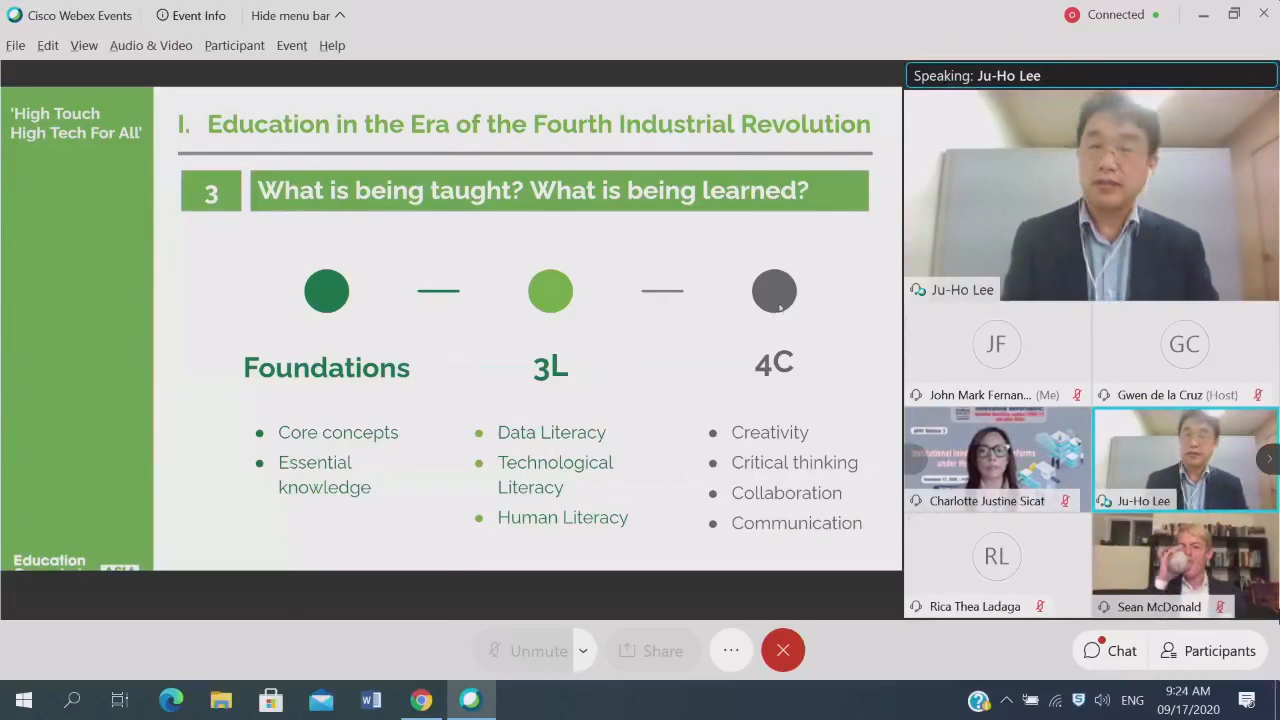 Cisco Webex Events
Event Info
Hide menu bar
Connected
File Edit View Audio & Video Participant Event Help
'High Touch
High Tech For All'
I. Education in the Era of the Fourth Industrial Revolution
3 What is being taught? What is being learned?
Foundations
Core concepts
Essential
knowledge
3L
Data Literacy
Technological
Literacy
Human Literacy
4C
Creativity
Critical thinking
Collaboration
Communication
Education
ASIA
Speaking: Ju-Ho Lee
Ju-Ho Lee
JF
John Mark Fernan... (Me)
GC
Gwen de la Cruz (Host)
Charlotte Justine Sicat
Ju-Ho Lee
RL
Rica Thea Ladaga
Sean McDonald
Unmute
Share
Chat
Participants
ENG
9:24 AM
09/17/2020